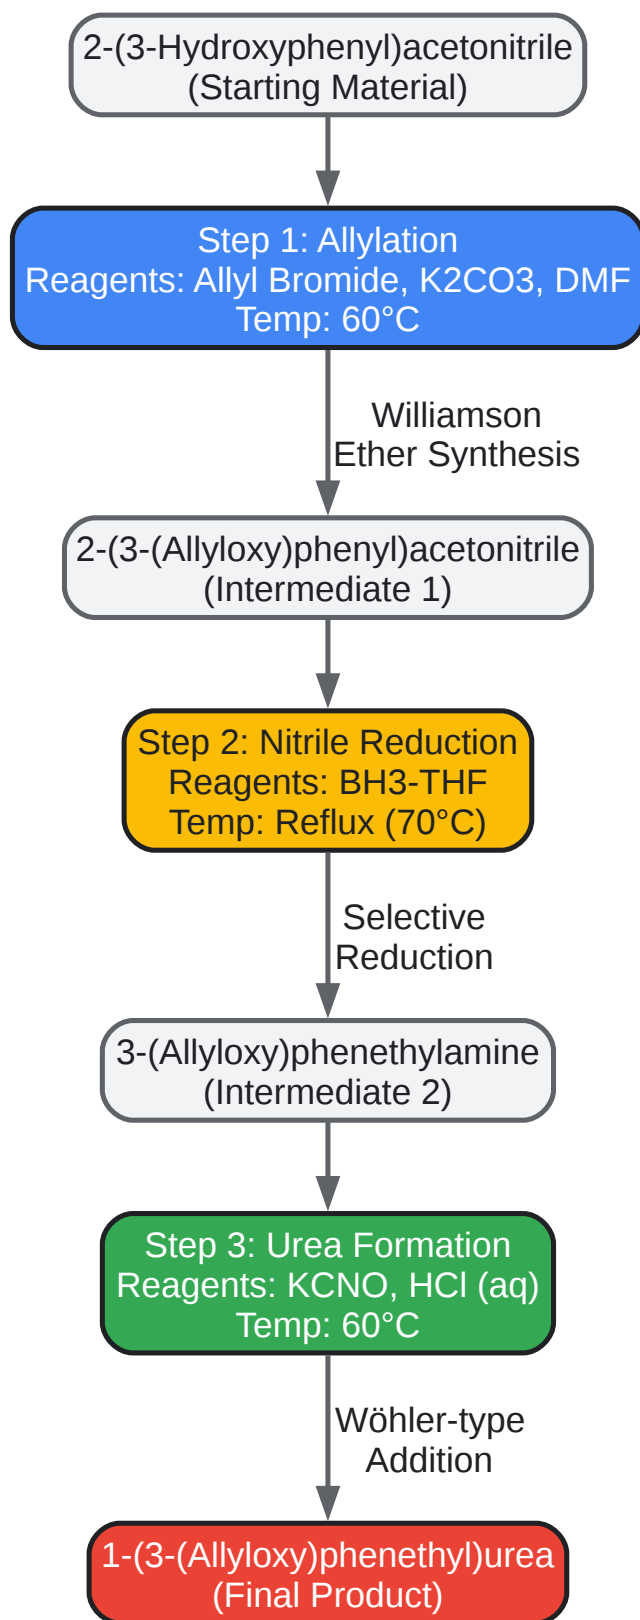 2-(3-Hydroxyphenyl)acetonitrile
(Starting Material)
Step 1: Allylation
Reagents: Allyl Bromide, K2CO3, DMF
Temp: 60°C
Williamson
Ether Synthesis
2-(3-(Allyloxy)phenyl)acetonitrile
(Intermediate 1)
Step 2: Nitrile Reduction
Reagents: BH3-THF
Temp: Reflux (70°C)
Selective
Reduction
3-(Allyloxy)phenethylamine
(Intermediate 2)
Step 3: Urea Formation
Reagents: KCNO, HCl (aq)
Temp: 60°C
Wöhler-type
Addition
1-(3-(Allyloxy)phenethyl)urea
(Final Product)